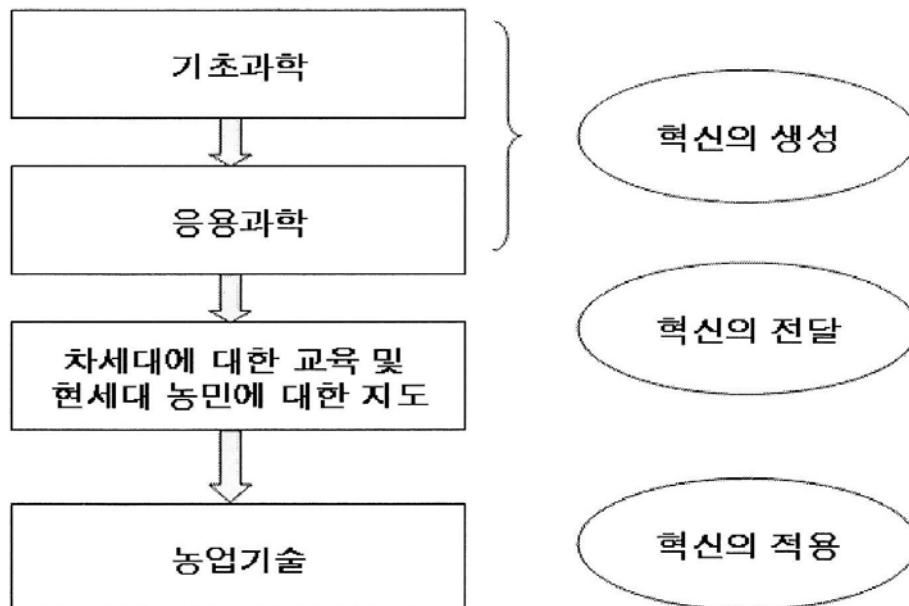 기초과학
혁신의 생성
응용과학
혁신의 전달
차세대에 대한 교육 및
현세대 농민에 대한 지도
농업기술
혁신의 적용